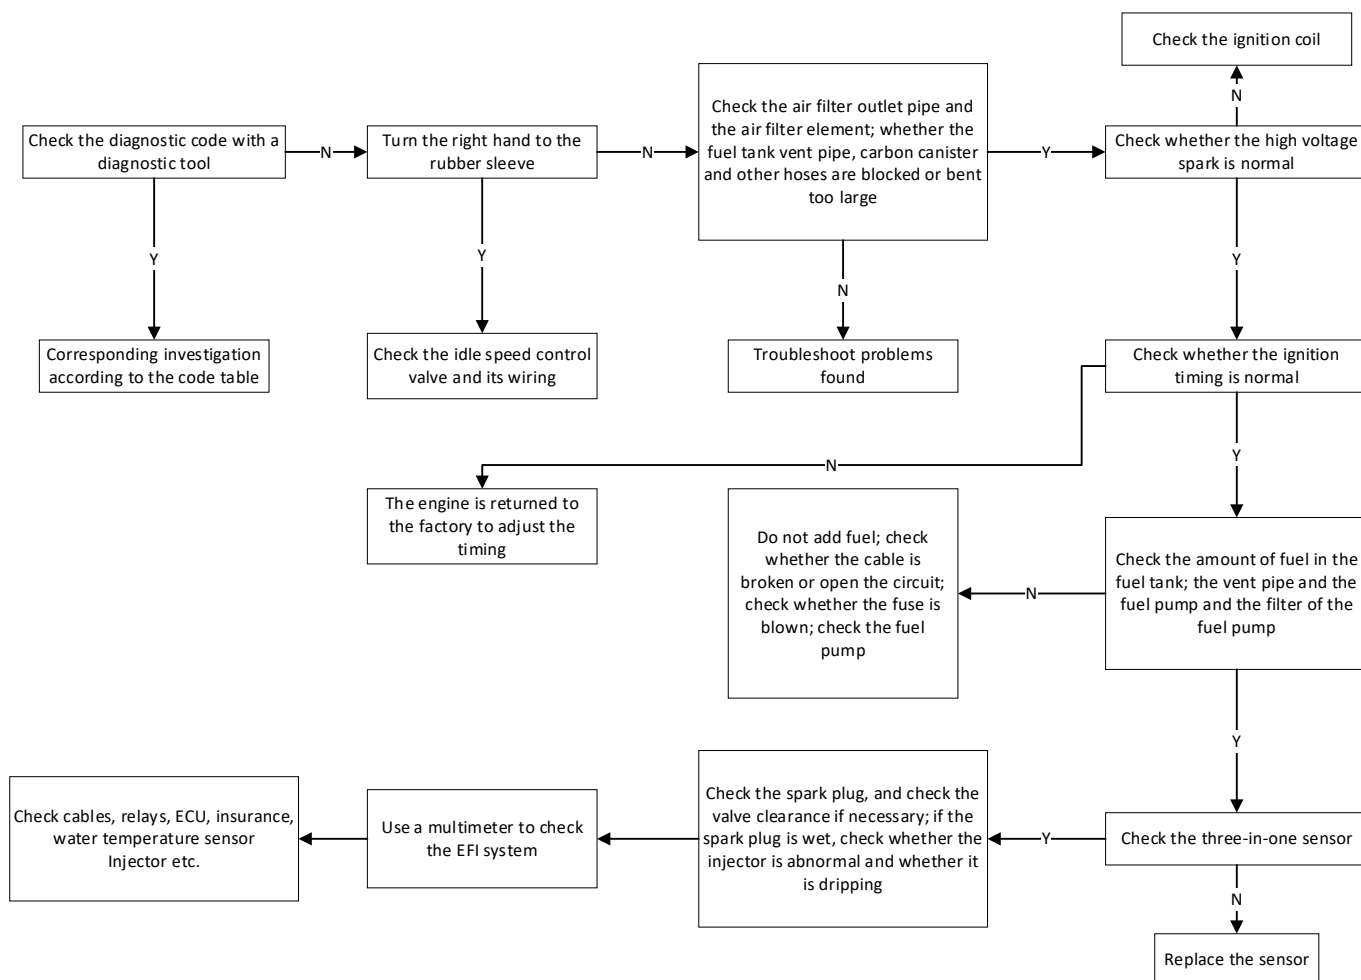 Check the ignition coil
N
Check the diagnostic code with a
diagnostic tool
N
Turn the right hand to the
rubber sleeve
N
Check the air filter outlet pipe and
the air filter element; whether the
fuel tank vent pipe, carbon canister
and other hoses are blocked or bent
too large
Y
Check whether the high voltage
spark is normal
Y
Y
N
Y
Corresponding investigation
according to the code table
Check the idle speed control
valve and its wiring
Troubleshoot problems
found
Check whether the ignition
timing is normal
N
Y
The engine is returned to
the factory to adjust the
timing
Do not add fuel; check
whether the cable is
broken or open the circuit;
check whether the fuse is
blown; check the fuel
pump
N
Check the amount of fuel in the
fuel tank; the vent pipe and the
fuel pump and the filter of the
fuel pump
Y
Check cables, relays, ECU, insurance,
water temperature sensor
Injector etc.
Use a multimeter to check
the EFI system
Check the spark plug, and check the
valve clearance if necessary; if the
spark plug is wet, check whether the
injector is abnormal and whether it
is dripping
Y
Check the three-in-one sensor
N
Replace the sensor